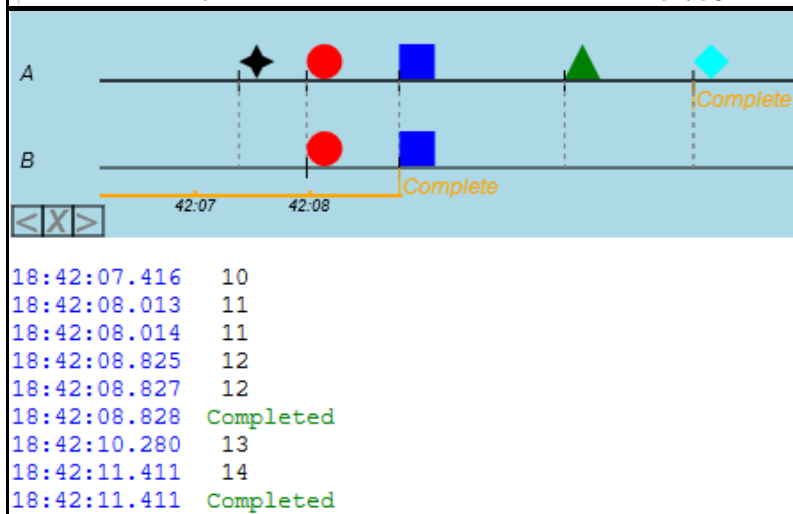 A
Complete
B
Complete
42:07 42:08
<X>
18:42:07.416 10
18:42:08.013 11
18:42:08.014 11
18:42:08.825 12
18:42:08.827 12
18:42:08.828 Completed
18:42:10.280 13
18:42:11.411 14
18:42:11.411 Completed